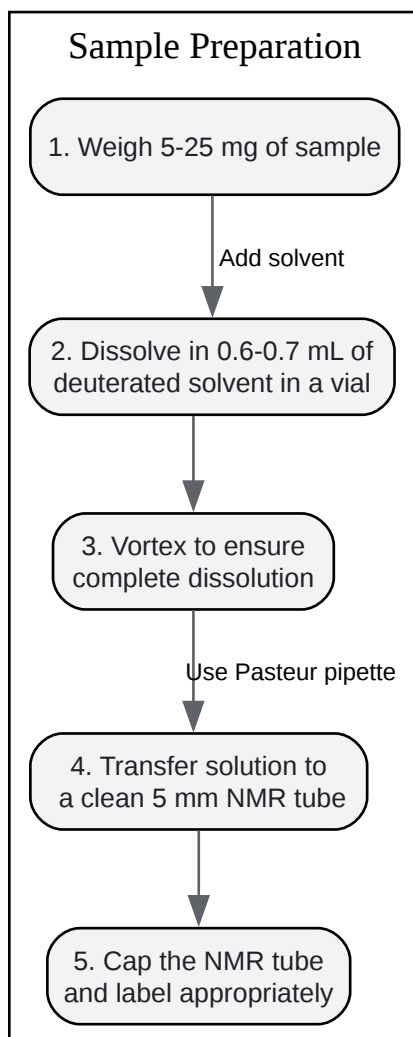 Sample Preparation
1. Weigh 5-25 mg of sample
Add solvent
2. Dissolve in 0.6-0.7 mL of
deuterated solvent in a vial
3. Vortex to ensure
complete dissolution
Use Pasteur pipette
4. Transfer solution to
a clean 5 mm NMR tube
5. Cap the NMR tube
and label appropriately